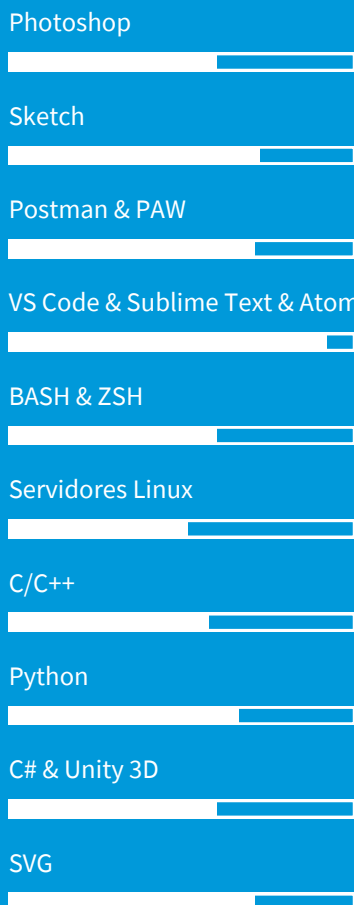 Photoshop
Sketch
Postman & PAW
VS Code & Sublime Text & Atom
BASH & ZSH
Servidores Linux
C/C++
Python
C# & Unity 3D
SVG